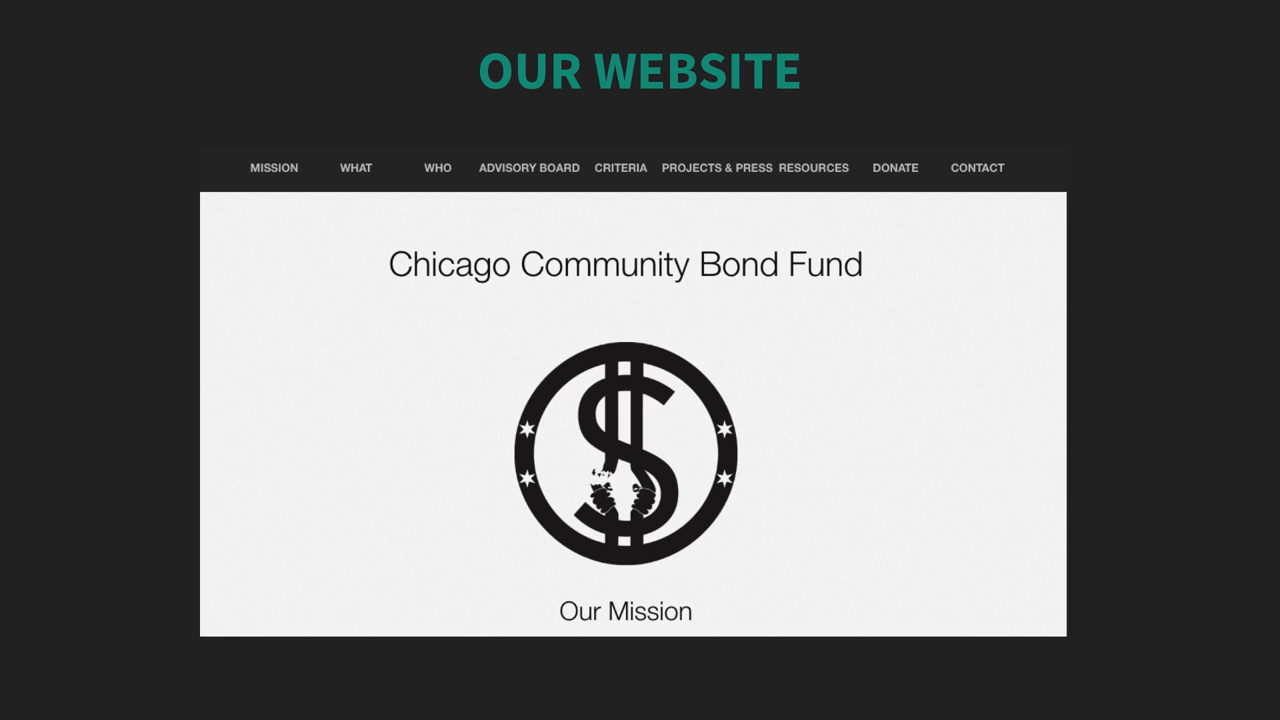 OUR WEBSITE
MISSION WHAT WHO ADVISORY BOARD CRITERIA PROJECTS & PRESS RESOURCES DONATE CONTACT
Chicago Community Bond Fund
$
Our Mission